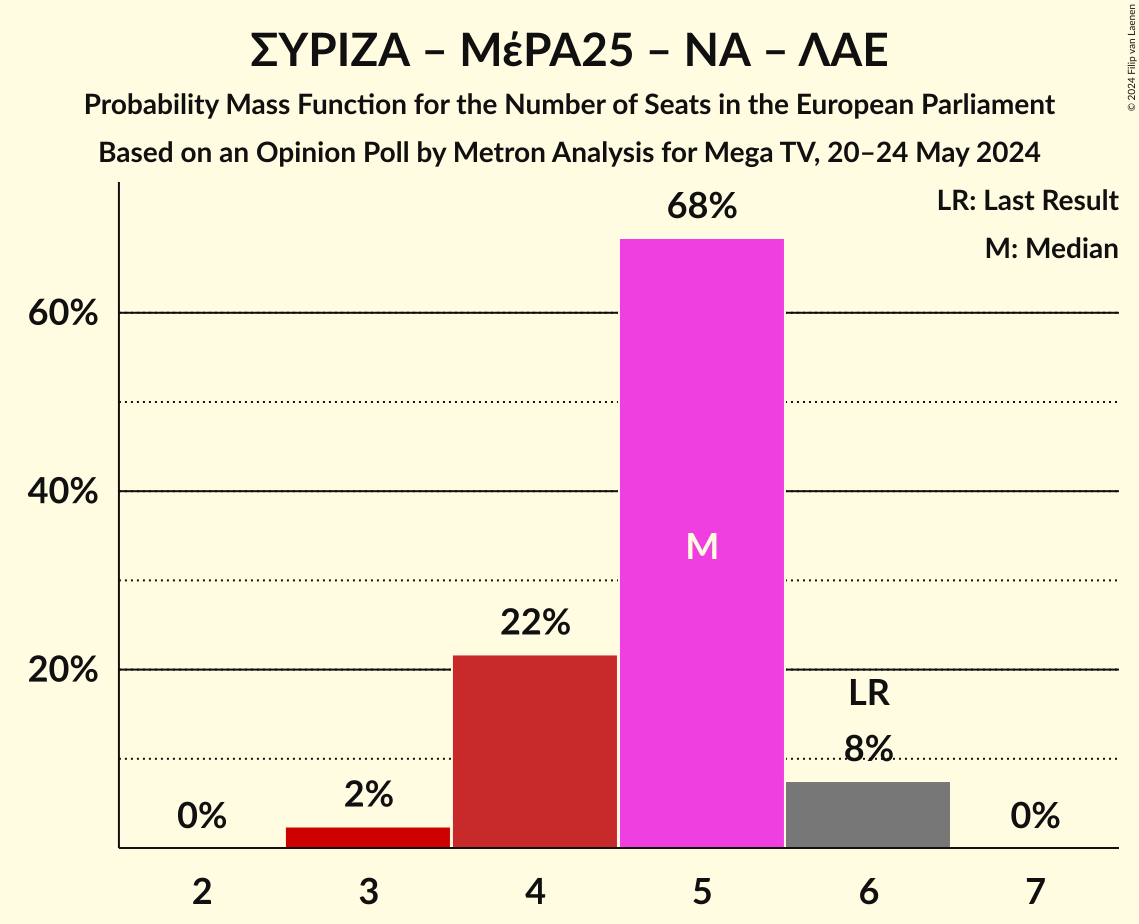 ΣΥΡΙΖΑ – ΜέΡΑ25 – ΝΑ – ΛΑΕ
Probability Mass Function for the Number of Seats in the European Parliament
Based on an Opinion Poll by Metron Analysis for Mega TV, 20–24 May 2024
© 2024 Filip van Laenen
LR: Last Result
M: Median
68%
60%
40%
M
22%
20%
LR
8%
2%
0%
0%
2 3 4 5 6 7